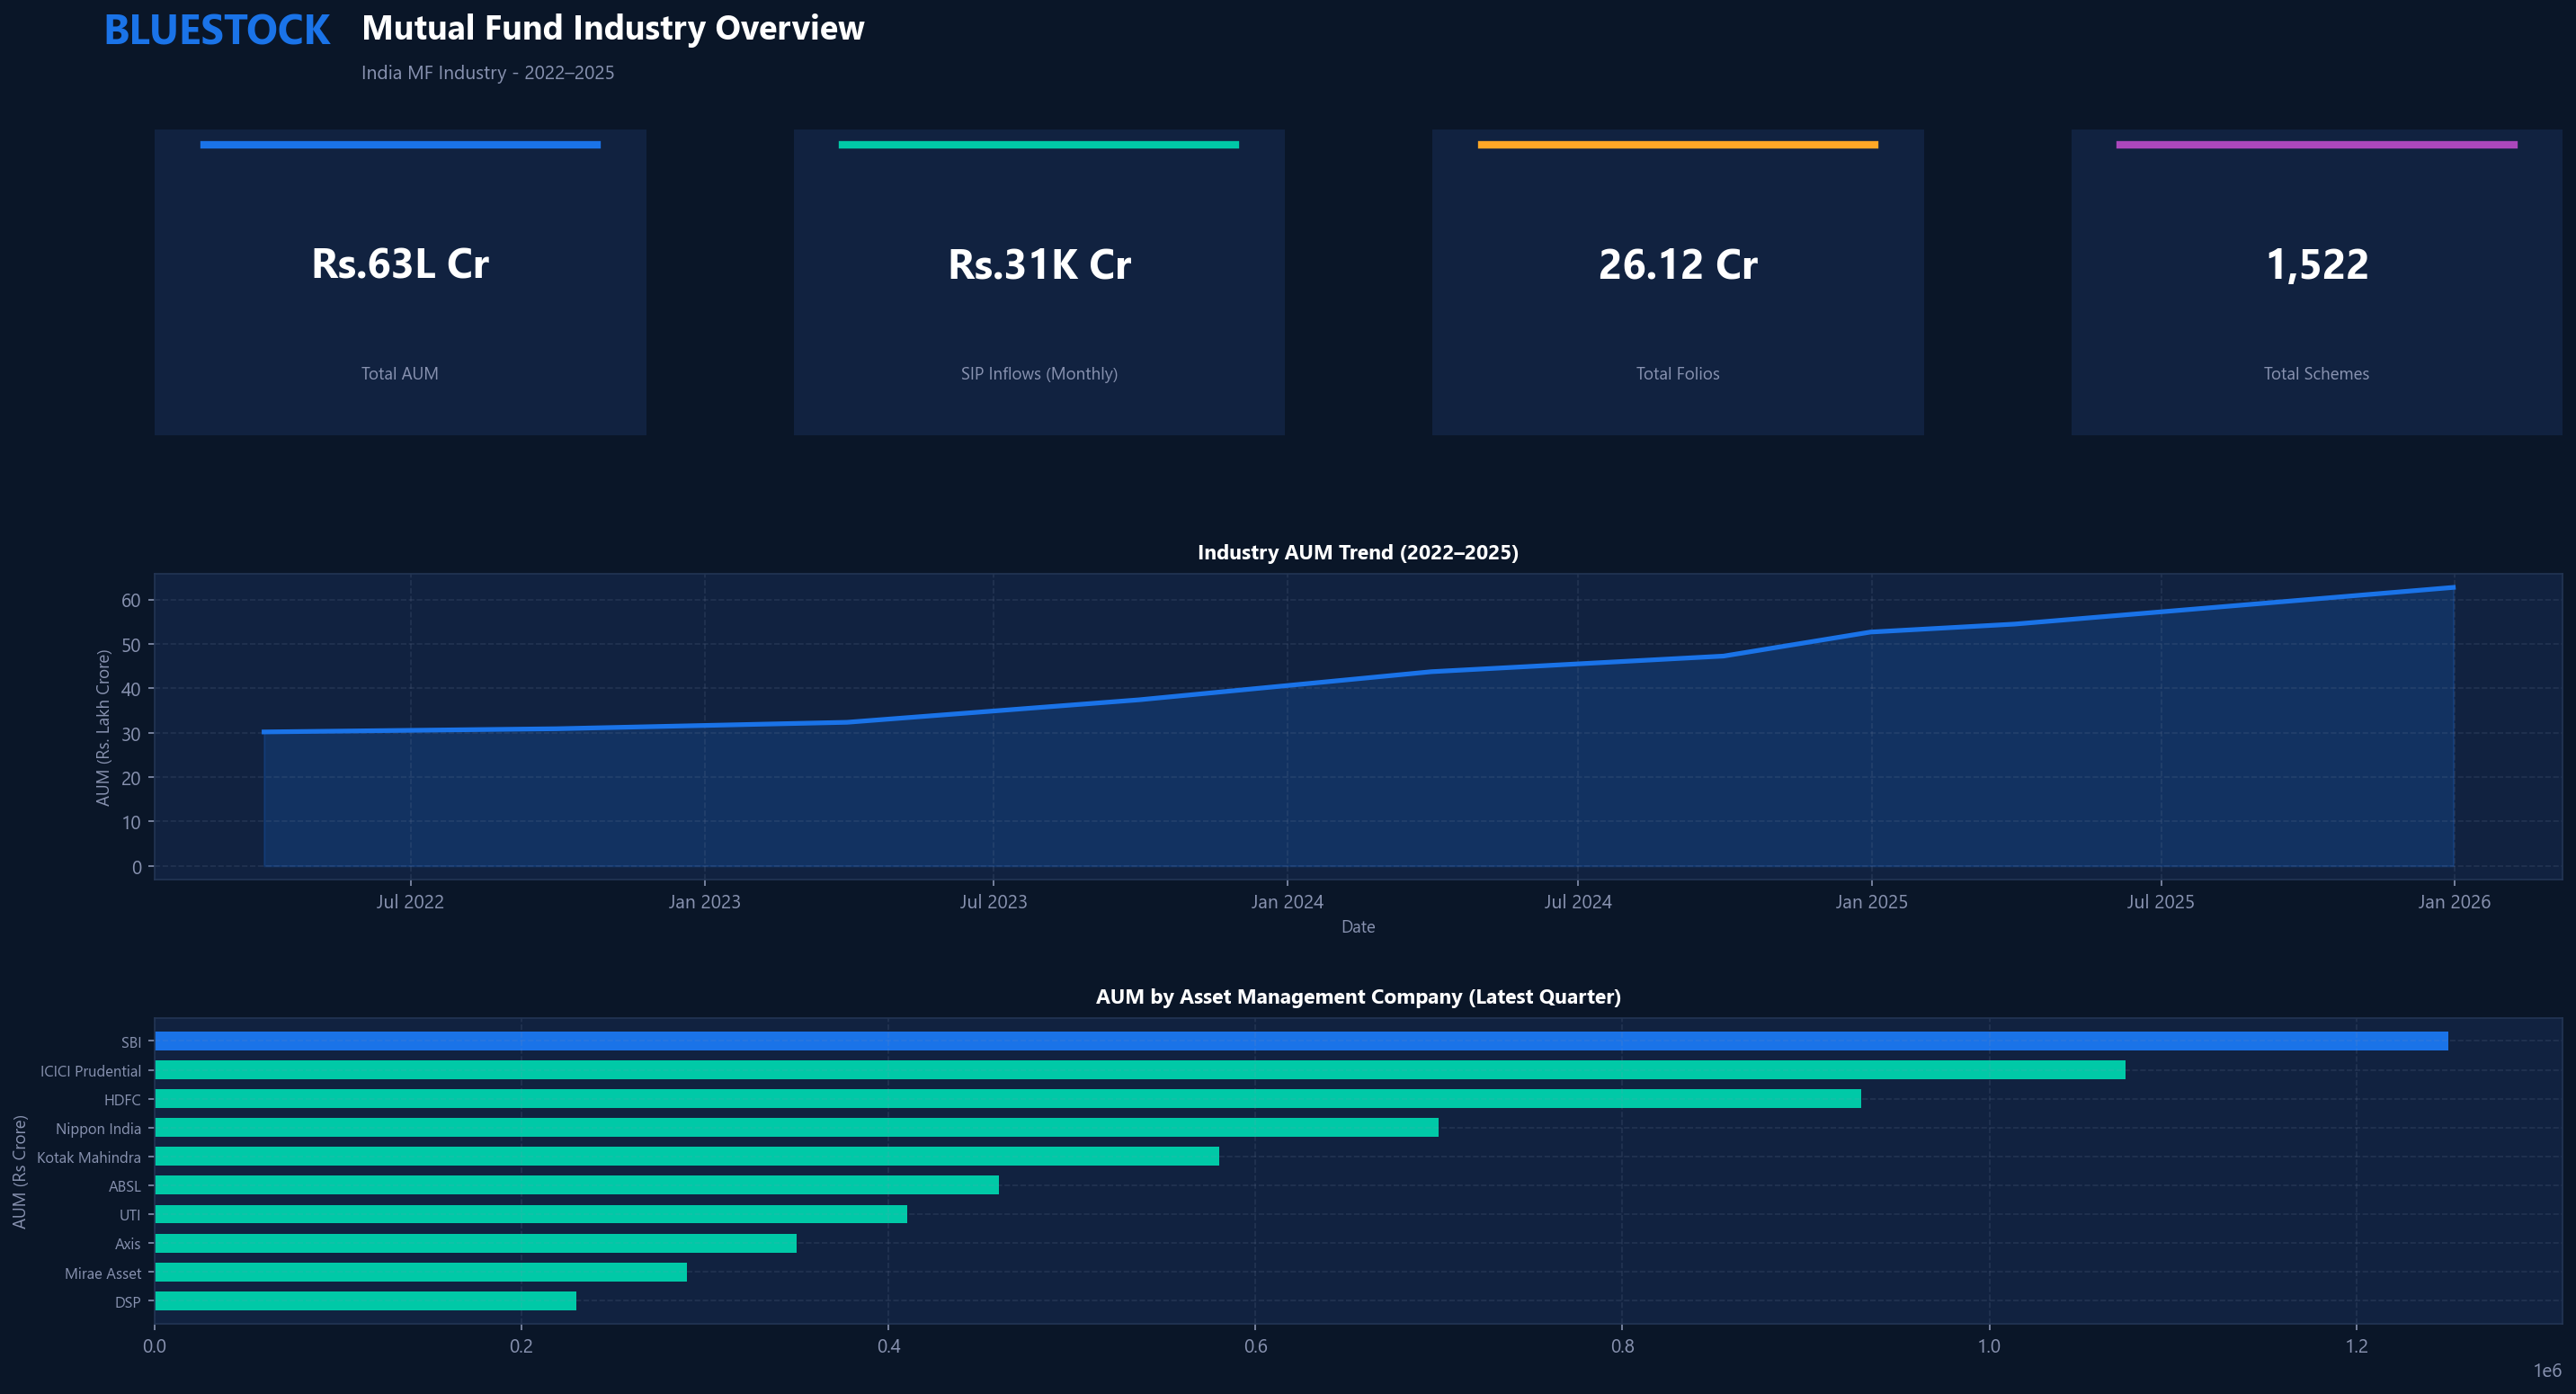 BLUESTOCK
Mutual Fund Industry Overview
India MF Industry - 2022–2025
Rs.63L Cr
Total AUM
Rs.31K Cr
SIP Inflows (Monthly)
26.12 Cr
Total Folios
1,522
Total Schemes
Industry AUM Trend (2022–2025)
AUM (Rs. Lakh Crore)
60
50
40
30
20
10
0
Jul 2022
Jan 2023
Jul 2023
Jan 2024
Jul 2024
Jan 2025
Jul 2025
Jan 2026
Date
AUM by Asset Management Company (Latest Quarter)
AUM (Rs Crore)
SBI
ICICI Prudential
HDFC
Nippon India
Kotak Mahindra
ABSL
UTI
Axis
Mirae Asset
DSP
0.0
0.2
0.4
0.6
0.8
1.0
1.2
1e6